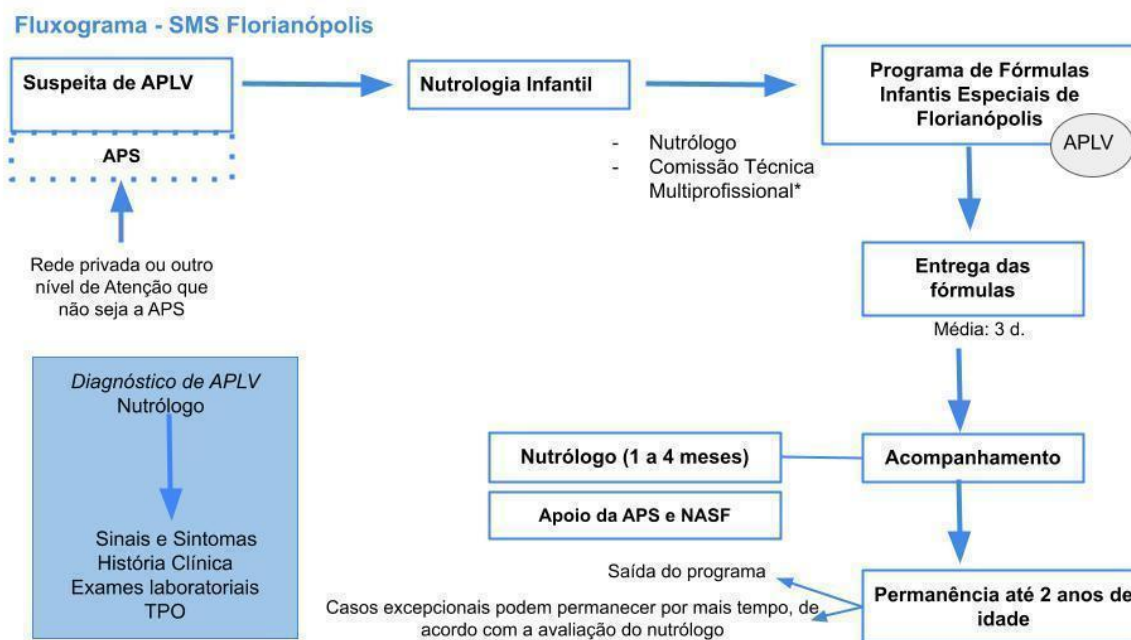 Fluxograma - SMS Florianópolis
Suspeita de APLV
APS
Rede privada ou outro
nível de Atenção que
não seja a APS
Nutrologia Infantil
- Nutrólogo
- Comissão Técnica
Multiprofissional*
Programa de Fórmulas
Infantis Especiais de
Florianópolis
APLV
Entrega das
fórmulas
Média: 3 d.
Diagnóstico de APLV
Nutrólogo
Sinais e Sintomas
História Clínica
Exames laboratoriais
TPO
Acompanhamento
Nutrólogo (1 a 4 meses)
Apoio da APS e NASF
Permanência até 2 anos de
idade
Saída do programa
Casos excepcionais podem permanecer por mais tempo, de
acordo com a avaliação do nutrólogo